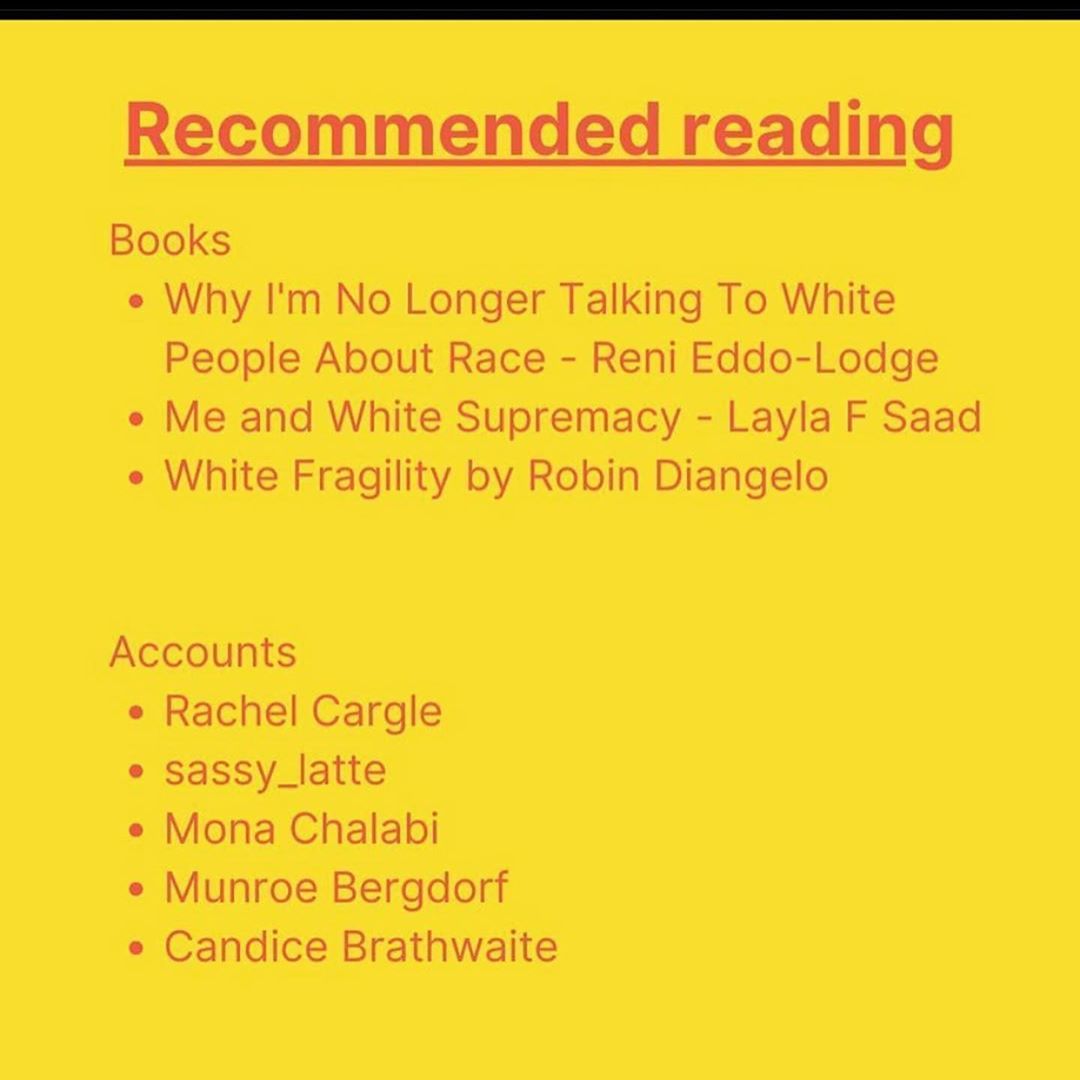 Recommended reading
Books
• Why I'm No Longer Talking To White
People About Race - Reni Eddo-Lodge
• Me and White Supremacy - Layla F Saad
• White Fragility by Robin Diangelo
Accounts
• Rachel Cargle
• sassy_latte
• Mona Chalabi
• Munroe Bergdorf
• Candice Brathwaite